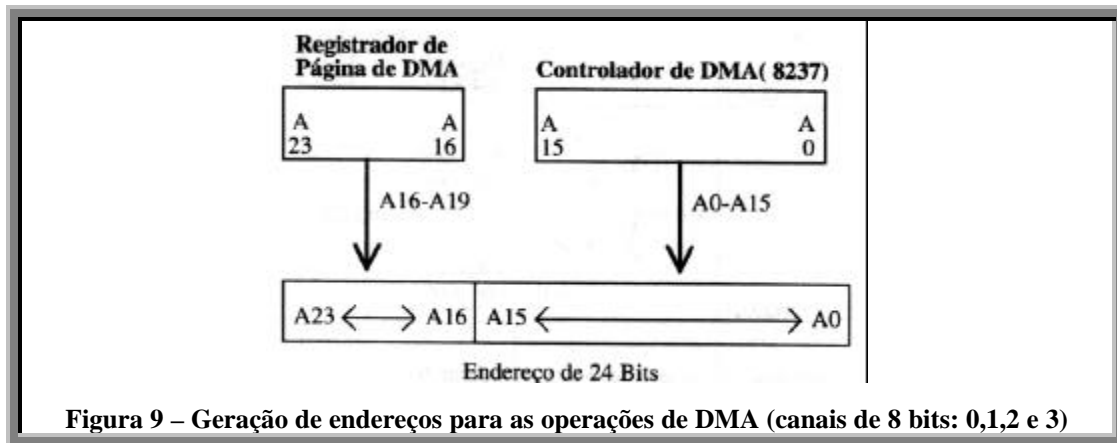 Registrador de
Página de DMA
Controlador de DMA( 8237)
A A
23 16
A A
15 0
A16-A19
A0-A15
A23 A16 A15 A0
Endereço de 24 Bits
Figura 9 – Geração de endereços para as operações de DMA (canais de 8 bits: 0,1,2 e 3)